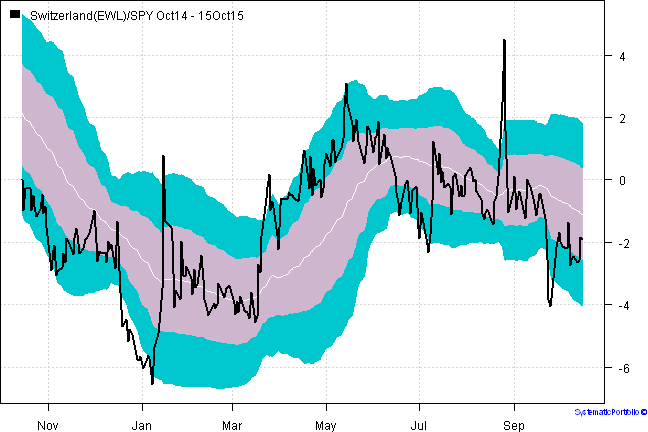 Switzerland(EWL)/SPY Oct14 - 15Oct15
4
2
0
-2
-4
-6
Nov Jan Mar May Jul Sep
SystematicPortfolio ©